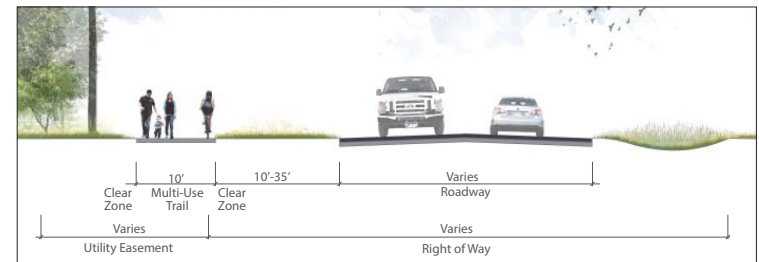 10' 10'-35' Varies
Clear Multi-Use Clear Roadway
Zone Trail Zone
Varies Varies
Utility Easement Right of Way